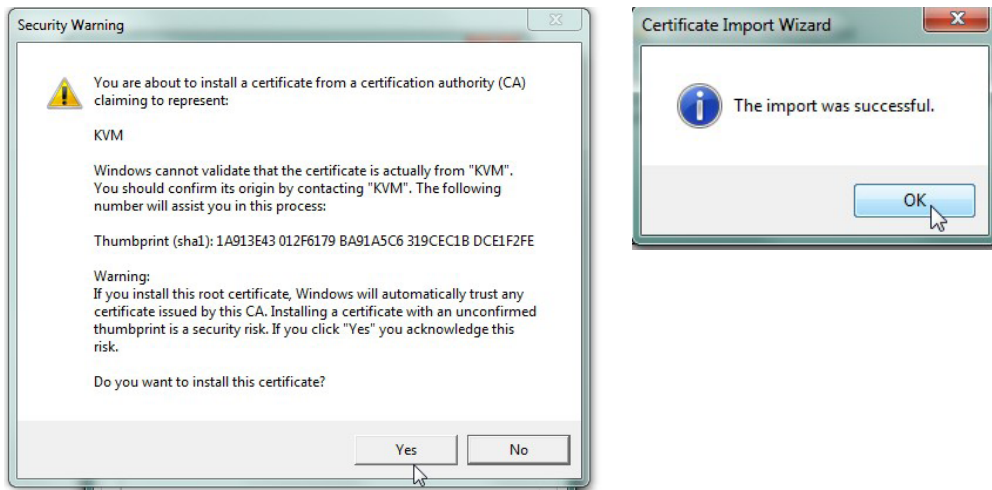 Security Warning
You are about to install a certificate from a certification authority (CA)
claiming to represent:
KVM
Windows cannot validate that the certificate is actually from "KVM".
You should confirm its origin by contacting "KVM". The following
number will assist you in this process:
Thumbprint (sha1): 1A913E43 012F6179 BA91A5C6 319CEC1B DCE1F2FE
Warning:
If you install this root certificate, Windows will automatically trust any
certificate issued by this CA. Installing a certificate with an unconfirmed
thumbprint is a security risk. If you click "Yes" you acknowledge this
risk.
Do you want to install this certificate?
Yes
No
Certificate Import Wizard
The import was successful.
OK